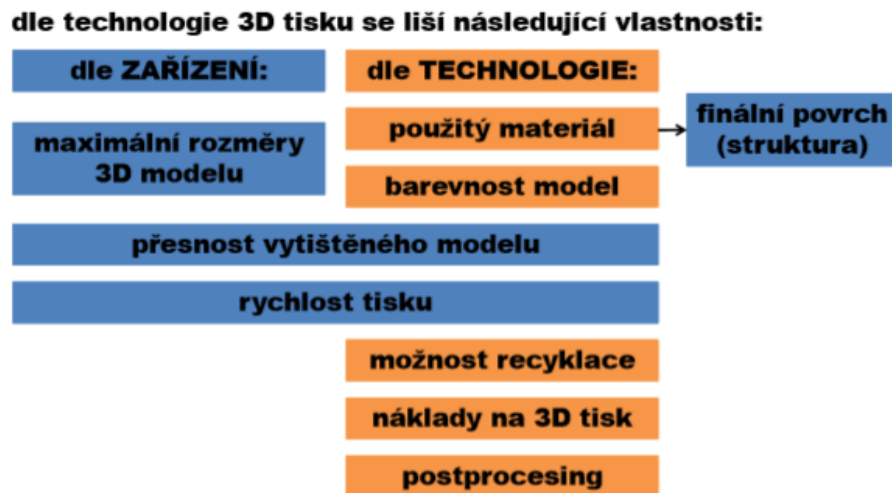 dle technologie 3D tisku se liší následující vlastnosti:
dle ZAŘÍZENÍ:
dle TECHNOLOGIE:
maximální rozměry
3D modelu
použitý materiál
finální povrch
(struktura)
barevnost model
přesnost vytištěného modelu
rychlost tisku
možnost recyklace
náklady na 3D tisk
postprocesing